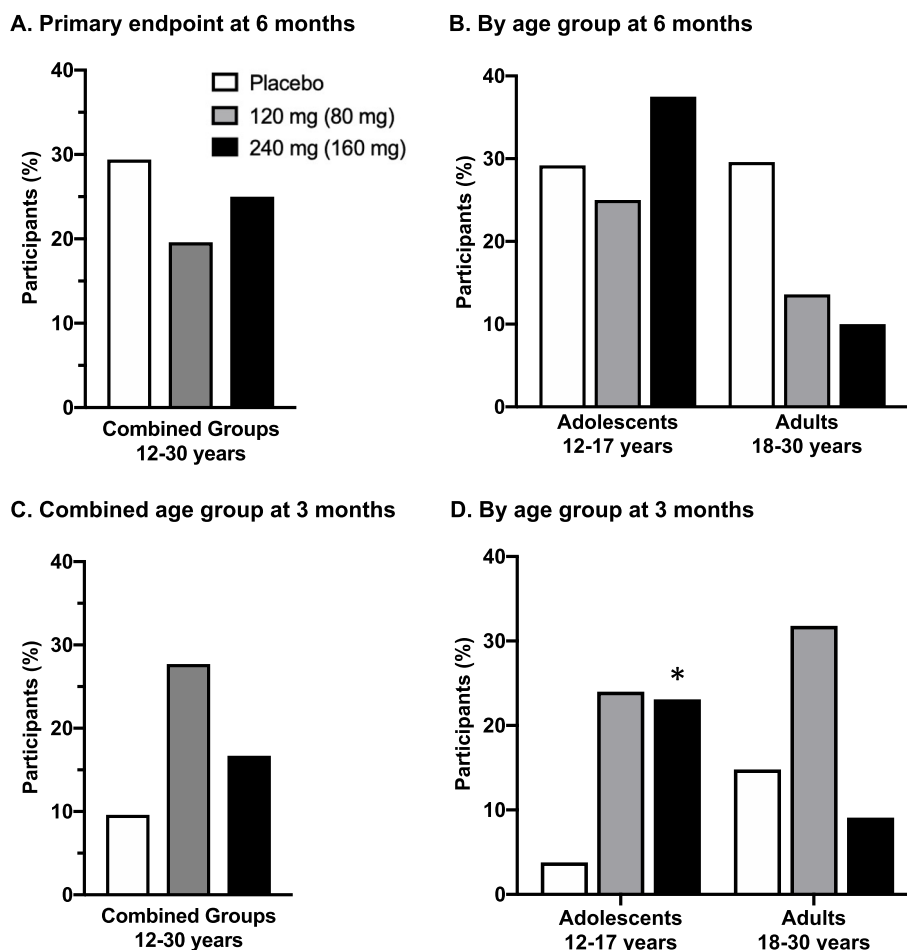 A. Primary endpoint at 6 months
40
30
20
10
0
Participants (%)
Placebo
120 mg (80 mg)
240 mg (160 mg)
Combined Groups
12-30 years
B. By age group at 6 months
40
30
20
10
0
Participants (%)
Adolescents
12-17 years
Adults
18-30 years
C. Combined age group at 3 months
40
30
20
10
0
Participants (%)
Combined Groups
12-30 years
D. By age group at 3 months
40
30
20
10
0
Participants (%)
*
Adolescents
12-17 years
Adults
18-30 years